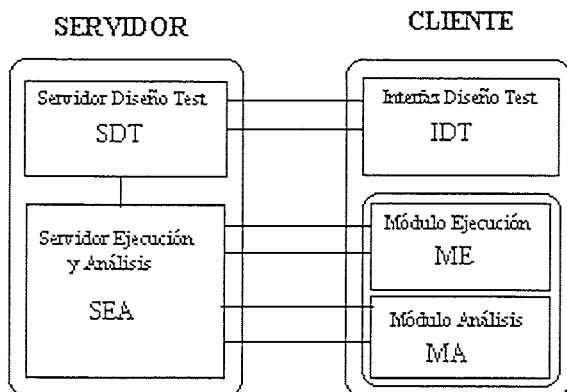 SERVIDOR
Servidor Diseño Test
SDT
Servidor Ejecución
y Análisis
SEA
CLIENTE
Interfaz Diseño Test
IDT
Módulo Ejecución
ME
Módulo Análisis
MA